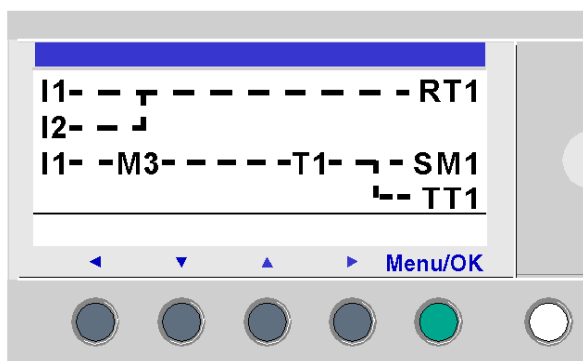 I1- - - - - - - - - - RT1
I2- -
I1- -M3- - - - -T1- - - SM1
-- TT1
Menu/OK